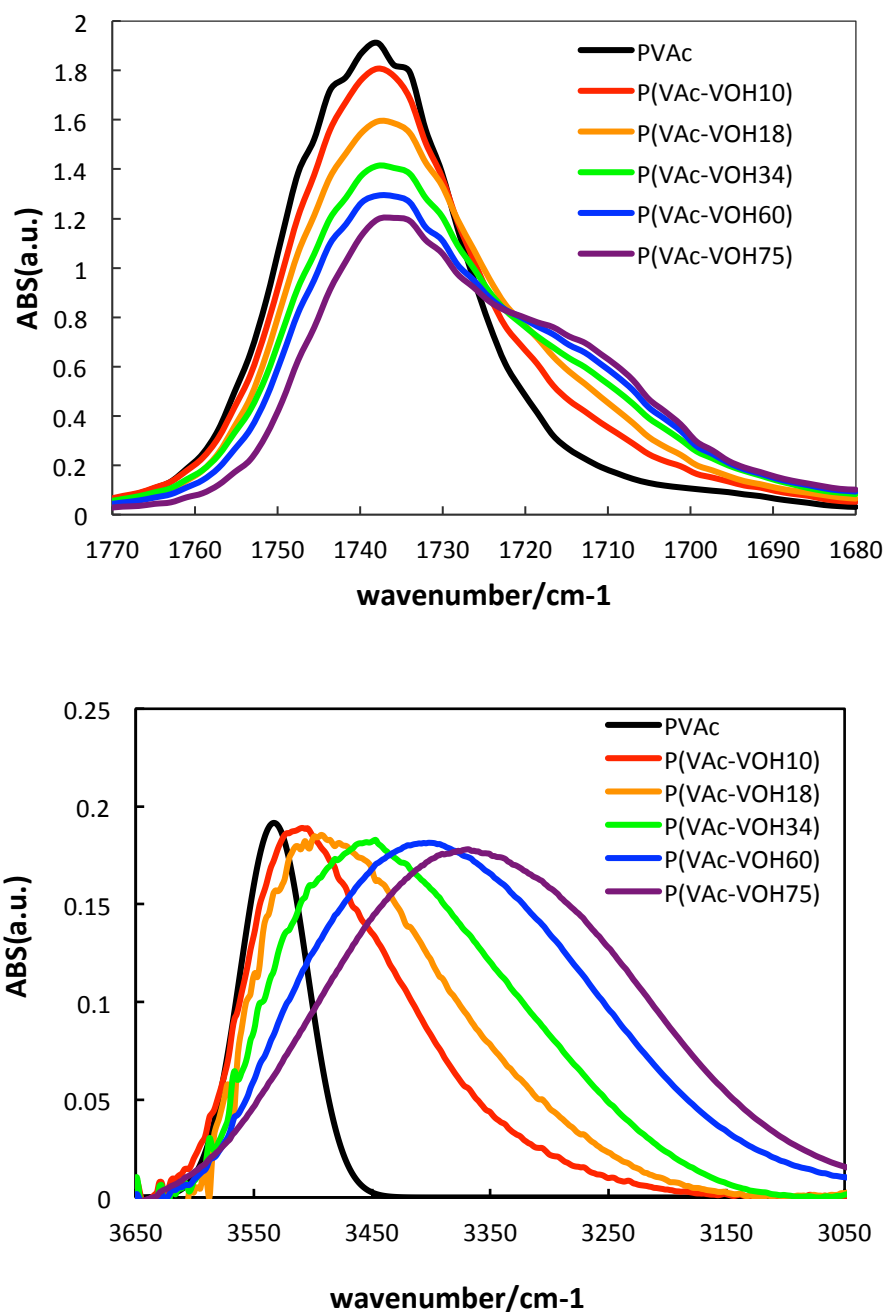 2
1.8
1.6
1.4
1.2
1
0.8
0.6
0.4
0.2
0
ABS(a.u.)
PVAc
P(VAc-VOH10)
P(VAc-VOH18)
P(VAc-VOH34)
P(VAc-VOH60)
P(VAc-VOH75)
1770 1760 1750 1740 1730 1720 1710 1700 1690 1680
wavenumber/cm-1
0.25
0.2
0.15
0.1
0.05
0
ABS(a.u.)
PVAc
P(VAc-VOH10)
P(VAc-VOH18)
P(VAc-VOH34)
P(VAc-VOH60)
P(VAc-VOH75)
3650 3550 3450 3350 3250 3150 3050
wavenumber/cm-1